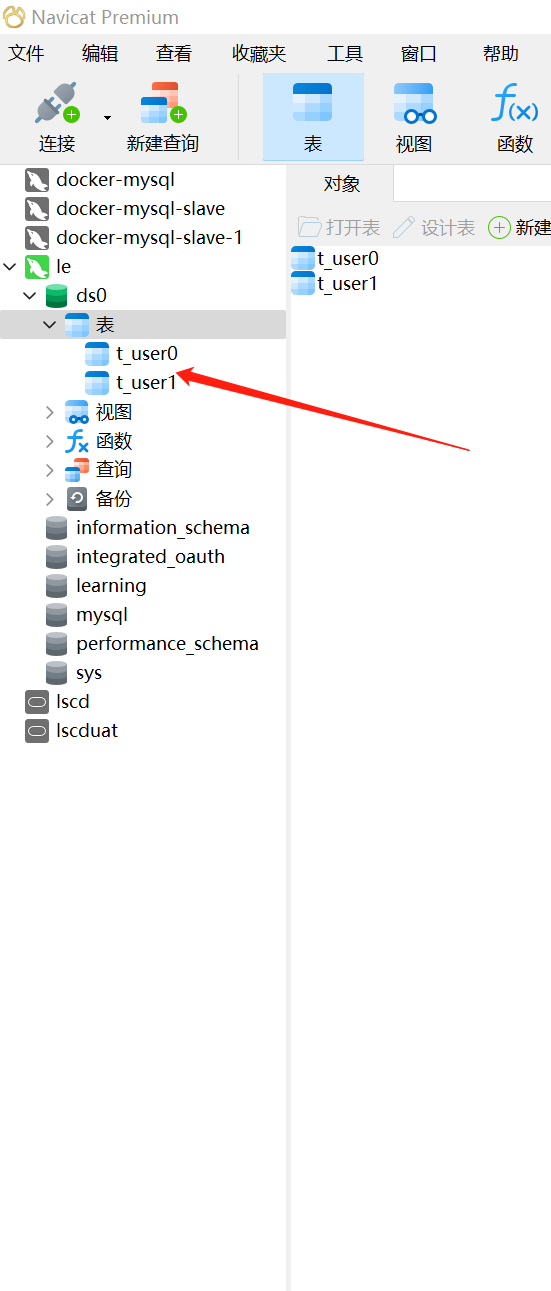 Navicat Premium
文件 编辑 查看 收藏夹 工具 窗口 帮助
连接 新建查询 表 视图 函数
docker-mysql
docker-mysql-slave
docker-mysql-slave-1
le
ds0
表
t_user0
t_user1
视图
函数
查询
备份
information_schema
integrated_oauth
learning
mysql
performance_schema
sys
lscd
lscduat
对象
打开表 设计表 新建
t_user0
t_user1